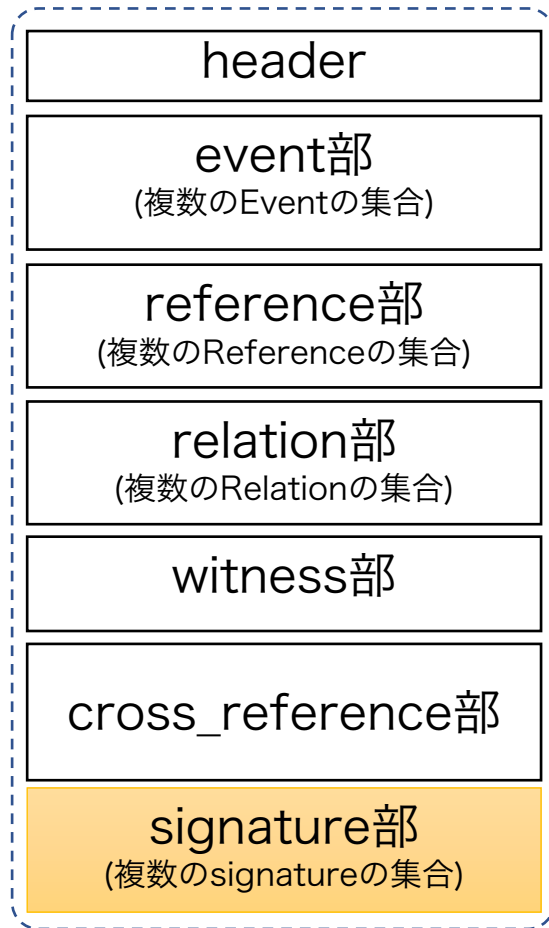 header
event部
(複数のEventの集合)
reference部
(複数のReferenceの集合)
relation部
(複数のRelationの集合)
witness部
cross_reference部
signature部
(複数のsignatureの集合)